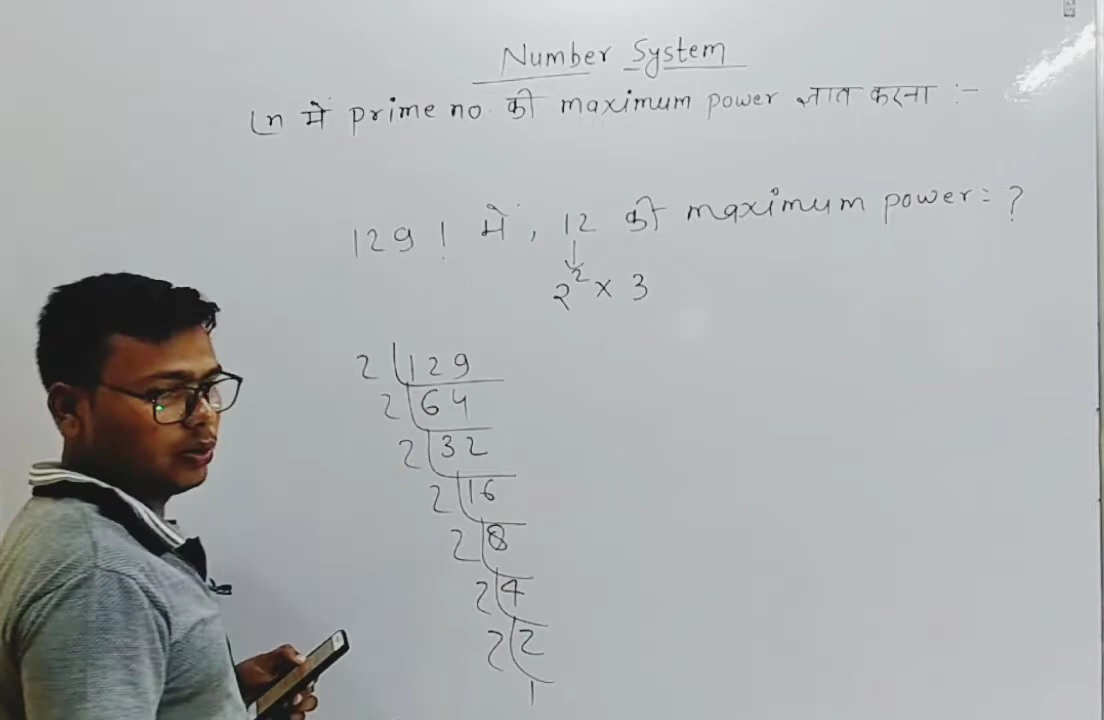 Number System
Ln में prime no. की maximum power ज्ञात करना :-
129 ! में, 12 की maximum power = ?
2² × 3
2 129
2 64
2 32
2 16
2 8
2 4
2 2
1